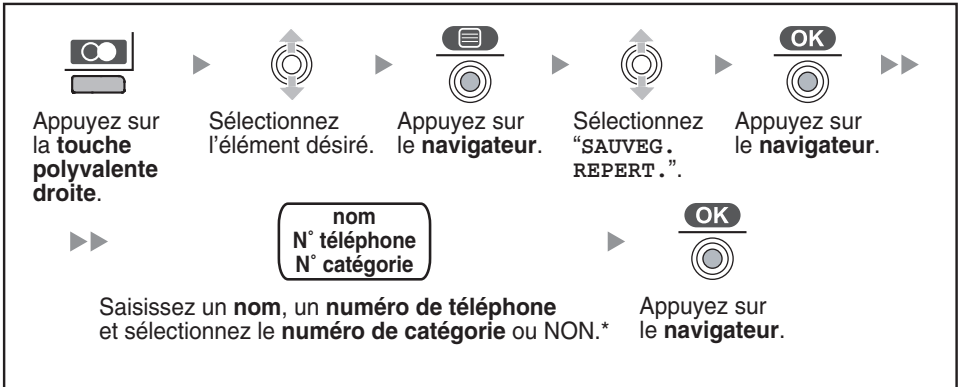 OK
Appuyez sur
la touche
polyvalente
droite.
Sélectionnez
l'élément désiré.
Appuyez sur
le navigateur.
Sélectionnez
“SAUVEG.
REPERT.”.
Appuyez sur
le navigateur.
nom
N° téléphone
N° catégorie
OK
Saisissez un nom, un numéro de téléphone
et sélectionnez le numéro de catégorie ou NON.*
Appuyez sur
le navigateur.